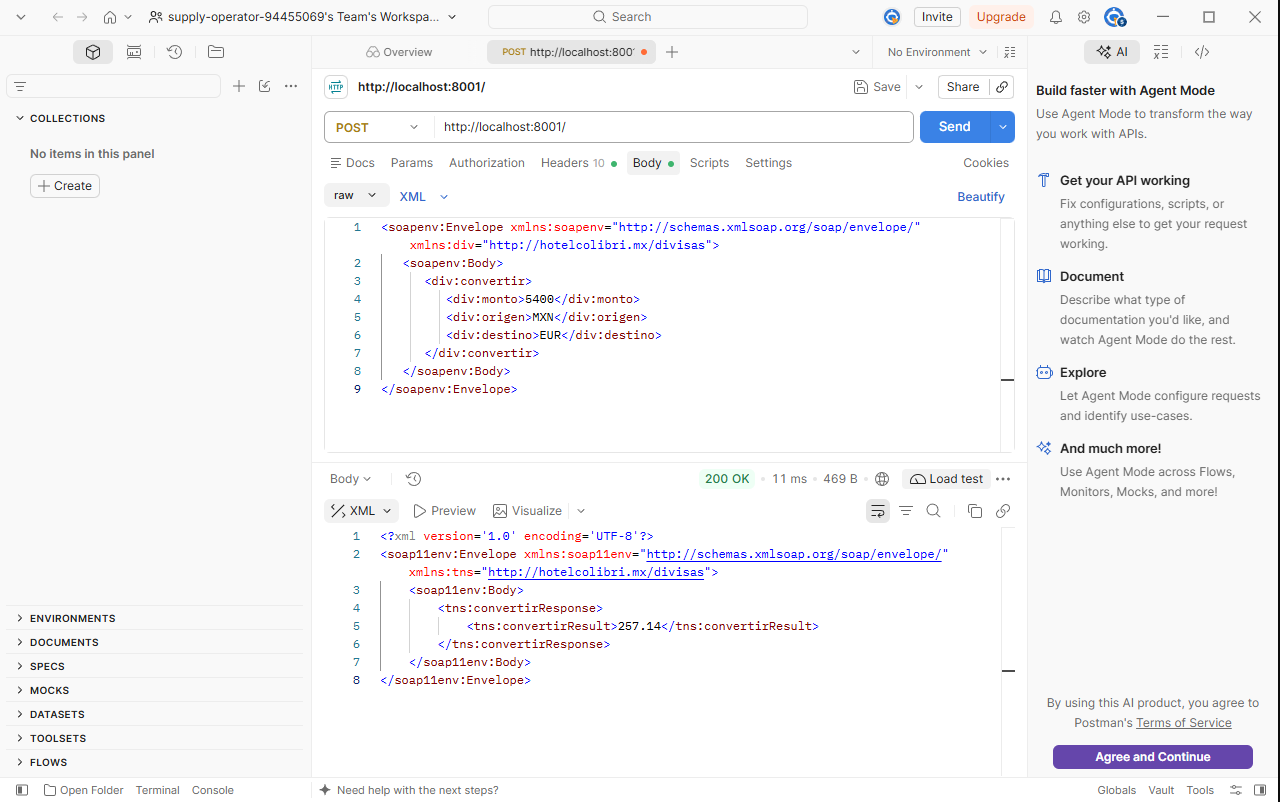 supply-operator-94455069's Team's Workspa...
Search
Invite
Upgrade
Overview
POST http://localhost:800
No Environment
AI
HTTP
http://localhost:8001/
Save
Share
COLLECTIONS
No items in this panel
Create
POST
http://localhost:8001/
Send
Docs
Params
Authorization
Headers 10
Body
Scripts
Settings
Cookies
raw
XML
Beautify
1 <soapenv:Envelope xmlns:soapenv="http://schemas.xmlsoap.org/soap/envelope/"
xmlns:div="http://hotelcolibri.mx/divisas">
2 <soapenv:Body>
3 <div:convertir>
4 <div:monto>5400</div:monto>
5 <div:origen>MXN</div:origen>
6 <div:destino>EUR</div:destino>
7 </div:convertir>
8 </soapenv:Body>
9 </soapenv:Envelope>
Body
200 OK
11 ms
469 B
Load test
XML
Preview
Visualize
1 <?xml version='1.0' encoding='UTF-8'?>
2 <soap11env:Envelope xmlns:soap11env="http://schemas.xmlsoap.org/soap/envelope/"
xmlns:tns="http://hotelcolibri.mx/divisas">
3 <soap11env:Body>
4 <tns:convertirResponse>
5 <tns:convertirResult>257.14</tns:convertirResult>
6 </tns:convertirResponse>
7 </soap11env:Body>
8 </soap11env:Envelope>
Build faster with Agent Mode
Use Agent Mode to transform the way
you work with APIs.
Get your API working
Fix configurations, scripts, or
anything else to get your request
working.
Document
Describe what type of
documentation you'd like, and
watch Agent Mode do the rest.
Explore
Let Agent Mode configure requests
and identify use-cases.
And much more!
Use Agent Mode across Flows,
Monitors, Mocks, and more!
By using this AI product, you agree to
Postman's Terms of Service
Agree and Continue
ENVIRONMENTS
DOCUMENTS
SPECS
MOCKS
DATASETS
TOOLSETS
FLOWS
Open Folder
Terminal
Console
Need help with the next steps?
Globals
Vault
Tools